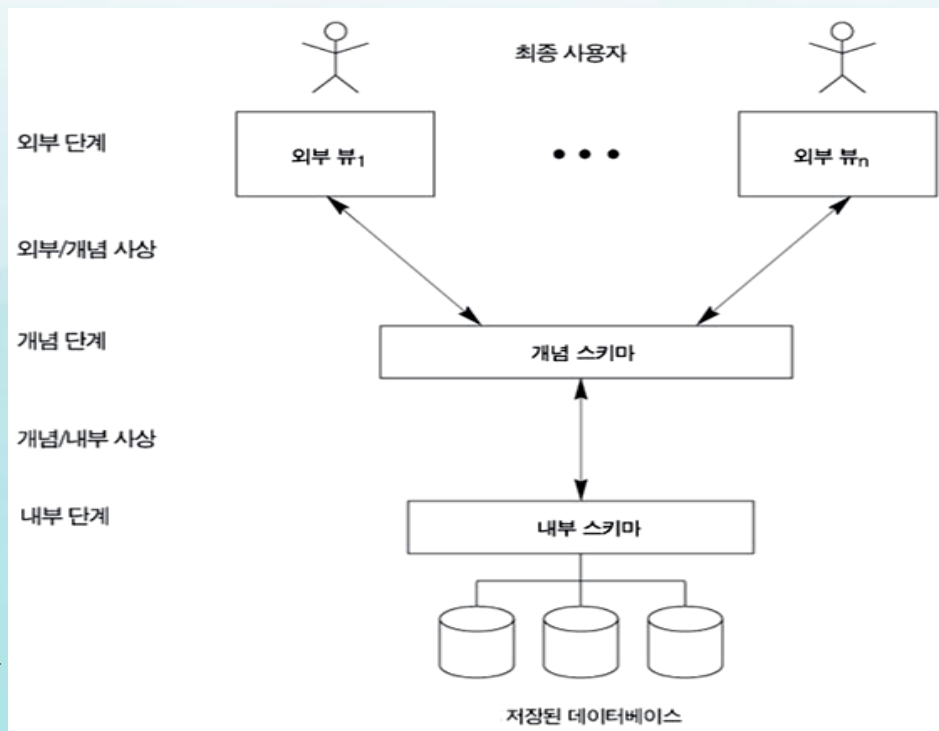 최종 사용자
외부 단계
외부 뷰1
외부 뷰n
외부/개념 사상
개념 단계
개념 스키마
개념/내부 사상
내부 단계
내부 스키마
저장된 데이터베이스